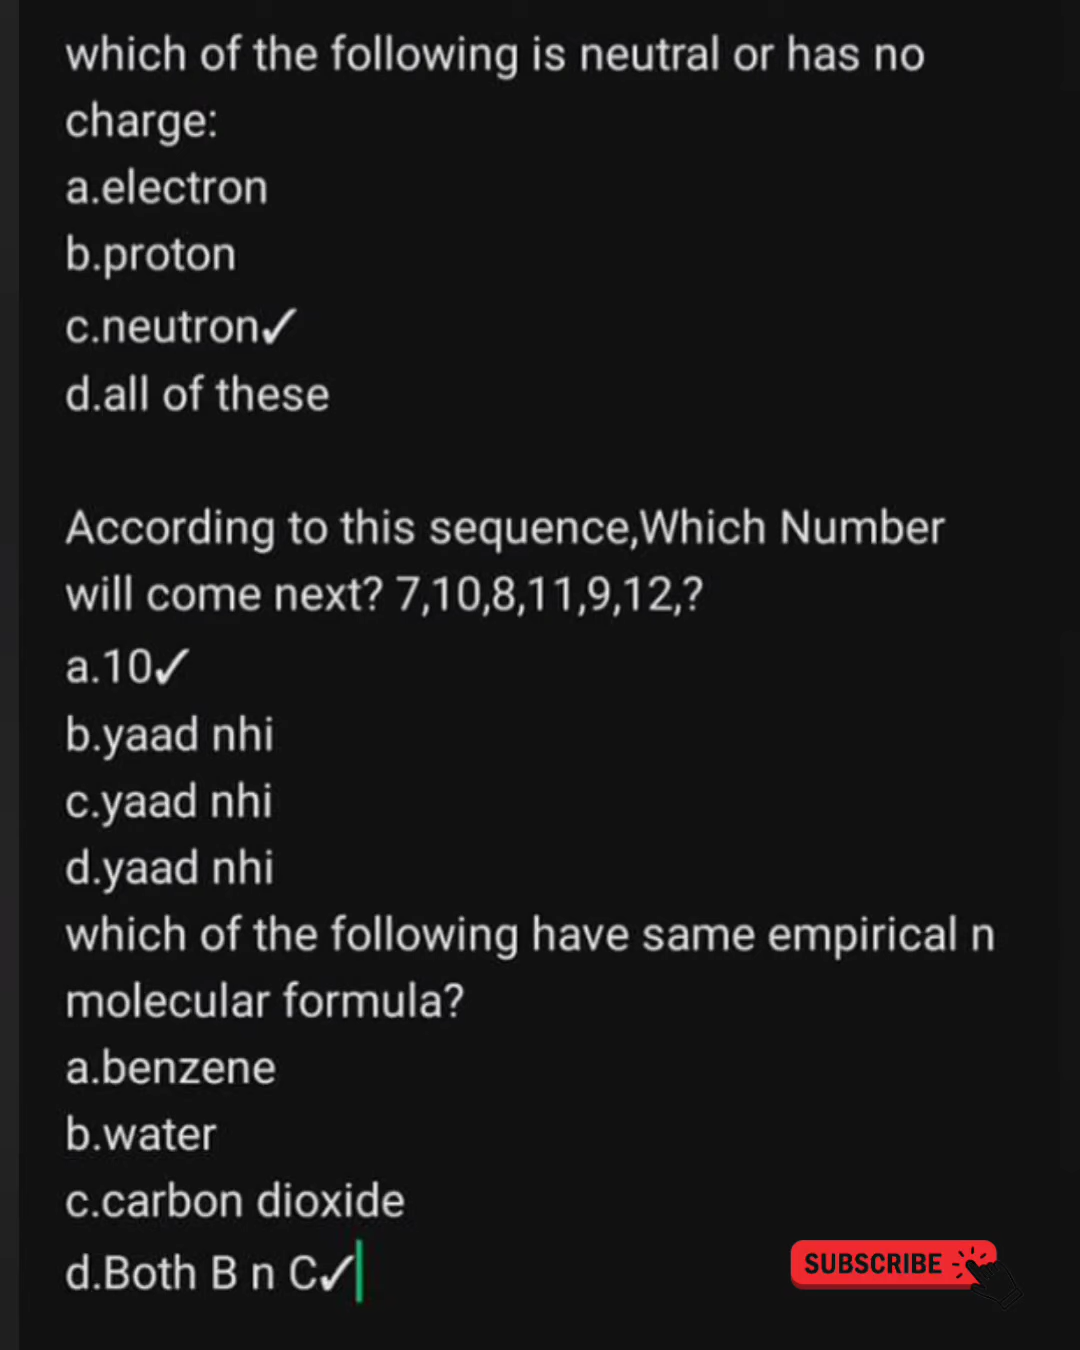 which of the following is neutral or has no
charge:
a.electron
b.proton
c.neutron✓
d.all of these
According to this sequence,Which Number
will come next? 7,10,8,11,9,12,?
a.10✓
b.yaad nhi
c.yaad nhi
d.yaad nhi
which of the following have same empirical n
molecular formula?
a.benzene
b.water
c.carbon dioxide
d.Both B n C✓
SUBSCRIBE